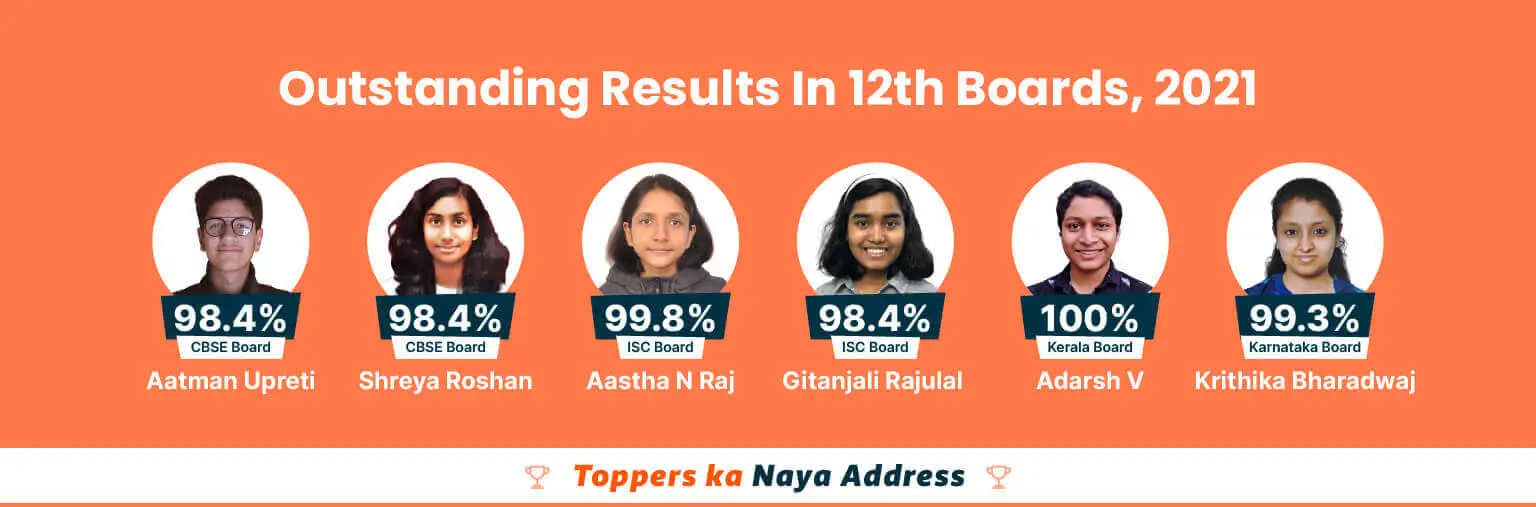 Outstanding Results In 12th Boards, 2021
98.4%
CBSE Board
Aatman Upreti
98.4%
CBSE Board
Shreya Roshan
99.8%
ISC Board
Aastha N Raj
98.4%
ISC Board
Gitanjali Rajulal
100%
Kerala Board
Adarsh V
99.3%
Karnataka Board
Krithika Bharadwaj
Toppers ka Naya Address